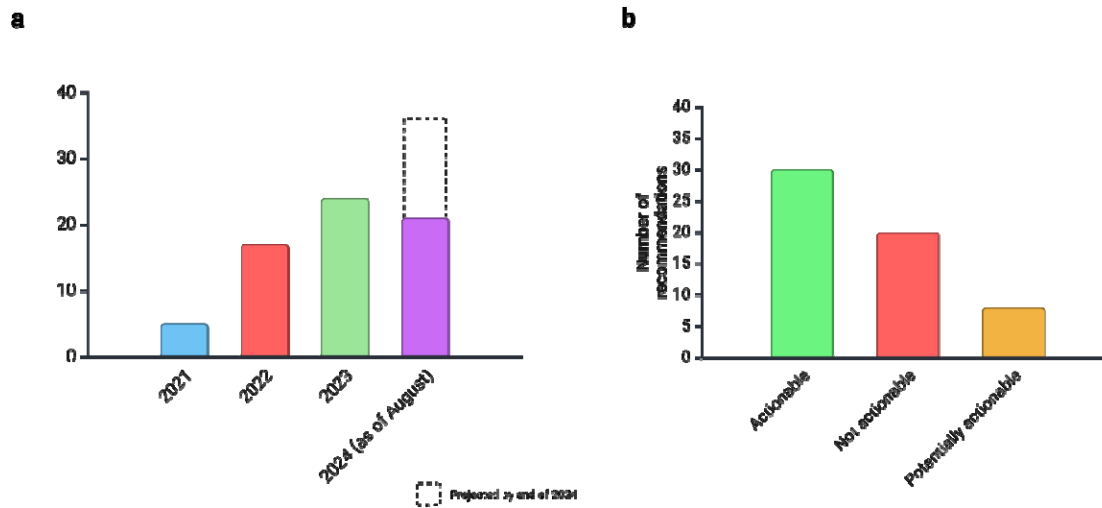 a
40
30
20
10
0
2021
2022
2023
2024 (as of August)
Projected by end of 2024
b
Number of
recommendations
40
35
30
25
20
15
10
5
0
Actionable
Not actionable
Potentially actionable